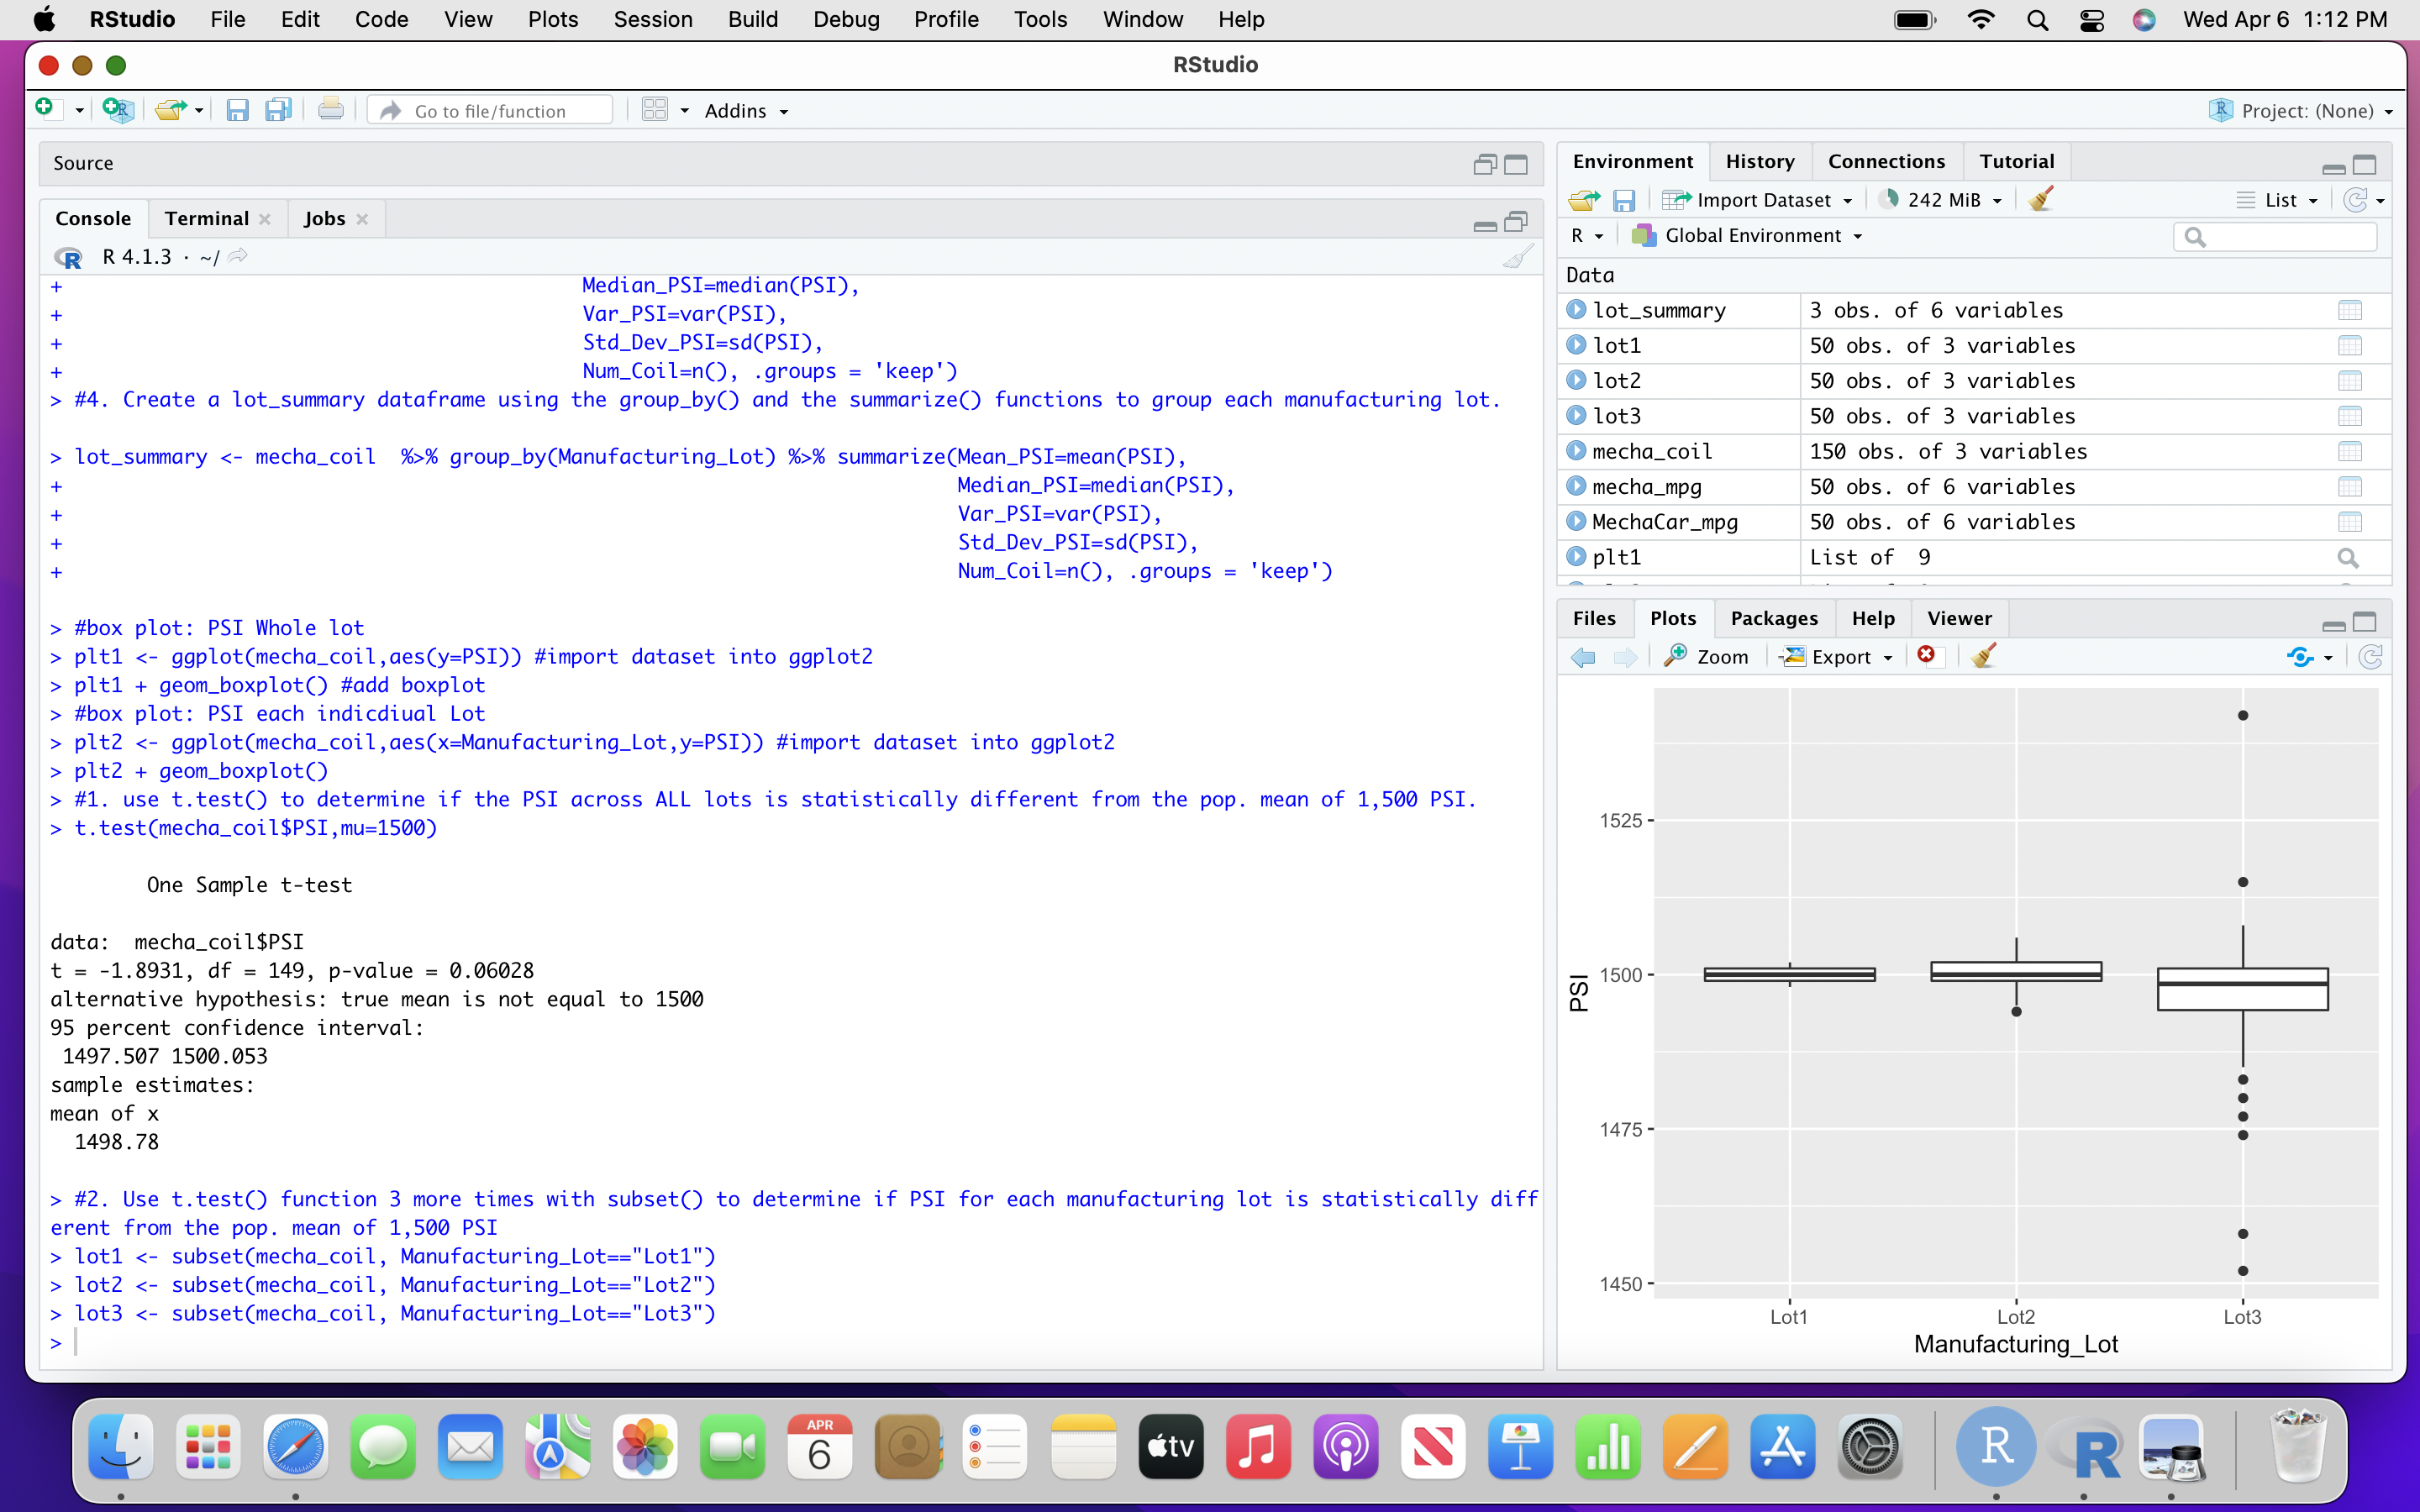 RStudio File Edit Code View Plots Session Build Debug Profile Tools Window Help Wed Apr 6 1:12 PM
RStudio
Go to file/function Addins Project: (None)
Source
Console Terminal Jobs
R 4.1.3 · ~/
+ Median_PSI=median(PSI),
+ Var_PSI=var(PSI),
+ Std_Dev_PSI=sd(PSI),
+ Num_Coil=n(), .groups = 'keep')
> #4. Create a lot_summary dataframe using the group_by() and the summarize() functions to group each manufacturing lot.
> lot_summary <- mecha_coil %>% group_by(Manufacturing_Lot) %>% summarize(Mean_PSI=mean(PSI),
+ Median_PSI=median(PSI),
+ Var_PSI=var(PSI),
+ Std_Dev_PSI=sd(PSI),
+ Num_Coil=n(), .groups = 'keep')
> #box plot: PSI Whole lot
> plt1 <- ggplot(mecha_coil,aes(y=PSI)) #import dataset into ggplot2
> plt1 + geom_boxplot() #add boxplot
> #box plot: PSI each indicdiual Lot
> plt2 <- ggplot(mecha_coil,aes(x=Manufacturing_Lot,y=PSI)) #import dataset into ggplot2
> plt2 + geom_boxplot()
> #1. use t.test() to determine if the PSI across ALL lots is statistically different from the pop. mean of 1,500 PSI.
> t.test(mecha_coil$PSI,mu=1500)
One Sample t-test
data: mecha_coil$PSI
t = -1.8931, df = 149, p-value = 0.06028
alternative hypothesis: true mean is not equal to 1500
95 percent confidence interval:
1497.507 1500.053
sample estimates:
mean of x
1498.78
> #2. Use t.test() function 3 more times with subset() to determine if PSI for each manufacturing lot is statistically diff
erent from the pop. mean of 1,500 PSI
> lot1 <- subset(mecha_coil, Manufacturing_Lot=="Lot1")
> lot2 <- subset(mecha_coil, Manufacturing_Lot=="Lot2")
> lot3 <- subset(mecha_coil, Manufacturing_Lot=="Lot3")
>
Environment History Connections Tutorial
Import Dataset 242 MiB List
R Global Environment
Data
lot_summary 3 obs. of 6 variables
lot1 50 obs. of 3 variables
lot2 50 obs. of 3 variables
lot3 50 obs. of 3 variables
mecha_coil 150 obs. of 3 variables
mecha_mpg 50 obs. of 6 variables
MechaCar_mpg 50 obs. of 6 variables
plt1 List of 9
Files Plots Packages Help Viewer
Zoom Export
1525
1500
1475
1450
PSI
Lot1 Lot2 Lot3
Manufacturing_Lot
APR
6
tv
R
R